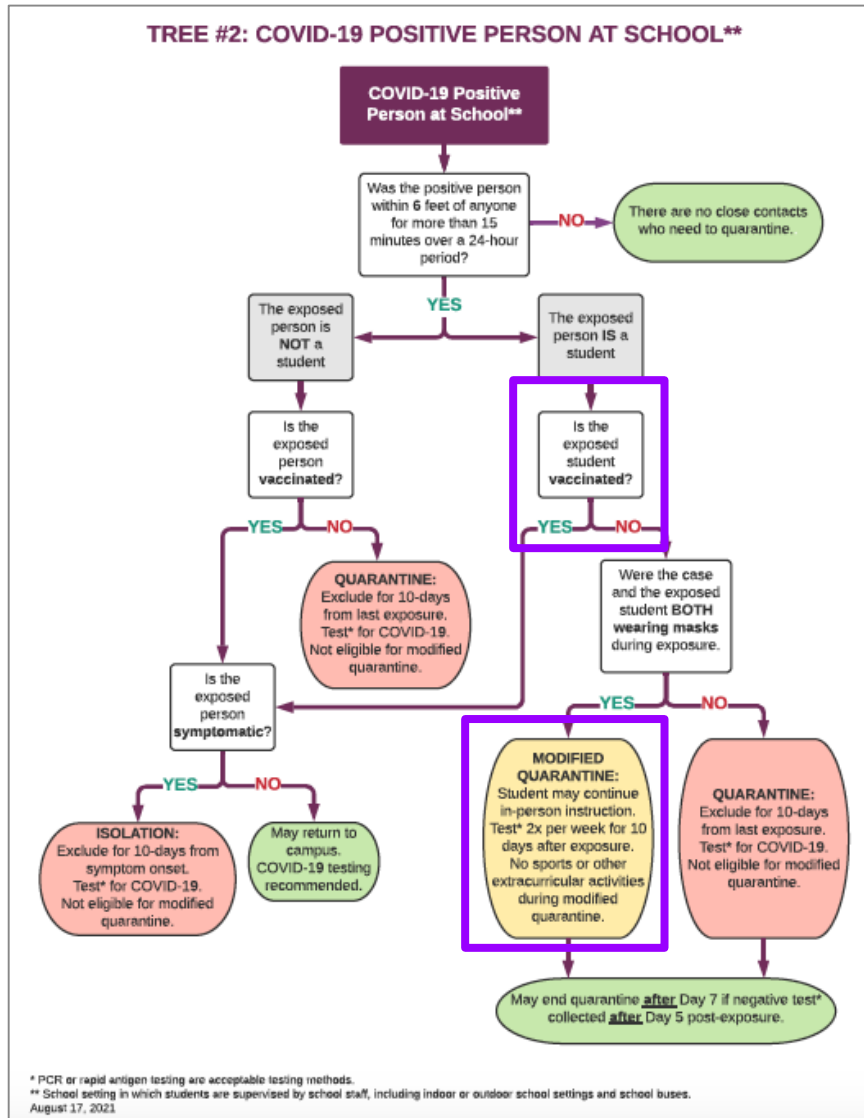 TREE #2: COVID-19 POSITIVE PERSON AT SCHOOL**
COVID-19 Positive
Person at School**
Was the positive person
within 6 feet of anyone
for more than 15
minutes over a 24-hour
period?
NO
There are no close contacts
who need to quarantine.
YES
The exposed
person is
NOT a
student
The exposed
person IS a
student
Is the
exposed
person
vaccinated?
Is the
exposed
student
vaccinated?
YES
NO
YES
NO
QUARANTINE:
Exclude for 10-days
from last exposure.
Test* for COVID-19.
Not eligible for modified
quarantine.
Were the case
and the exposed
student BOTH
wearing masks
during exposure.
Is the
exposed
person
symptomatic?
YES
NO
YES
NO
ISOLATION:
Exclude for 10-days from
symptom onset.
Test* for COVID-19.
Not eligible for modified
quarantine.
May return to
campus.
COVID-19 testing
recommended.
MODIFIED
QUARANTINE:
Student may continue
in-person instruction.
Test* 2x per week for 10
days after exposure.
No sports or other
extracurricular activities
during modified
quarantine.
QUARANTINE:
Exclude for 10-days
from last exposure.
Test* for COVID-19.
Not eligible for modified
quarantine.
May end quarantine after Day 7 if negative test*
collected after Day 5 post-exposure.
* PCR or rapid antigen testing are acceptable testing methods.
** School setting in which students are supervised by school staff, including indoor or outdoor school settings and school buses.
August 17, 2021